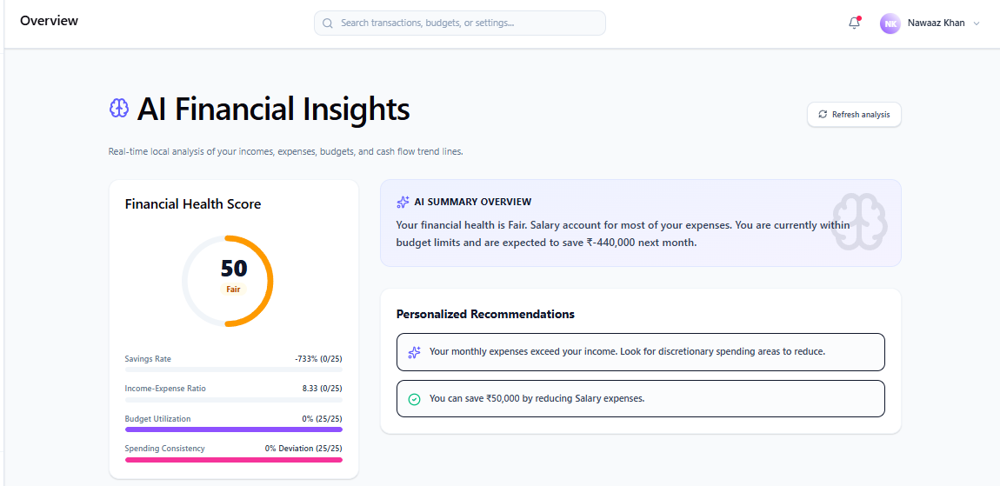 Overview
Search transactions, budgets, or settings...
NK
Nawaaz Khan
AI Financial Insights
Refresh analysis
Real-time local analysis of your incomes, expenses, budgets, and cash flow trend lines.
Financial Health Score
50
Fair
Savings Rate
-733% (0/25)
Income-Expense Ratio
8.33 (0/25)
Budget Utilization
0% (25/25)
Spending Consistency
0% Deviation (25/25)
AI SUMMARY OVERVIEW
Your financial health is Fair. Salary account for most of your expenses. You are currently within
budget limits and are expected to save ₹-440,000 next month.
Personalized Recommendations
Your monthly expenses exceed your income. Look for discretionary spending areas to reduce.
You can save ₹50,000 by reducing Salary expenses.